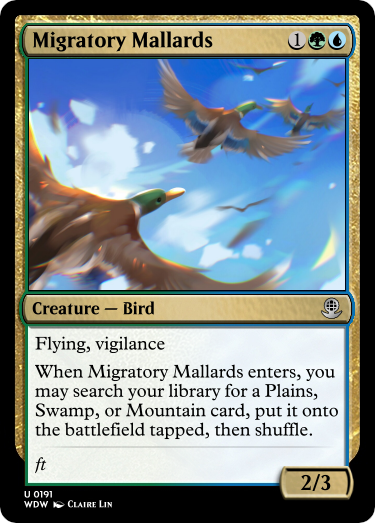 Migratory Mallards 1
Creature — Bird
Flying, vigilance
When Migratory Mallards enters, you
may search your library for a Plains,
Swamp, or Mountain card, put it onto
the battlefield tapped, then shuffle.
ft
2/3
U 0191
WDW Claire Lin